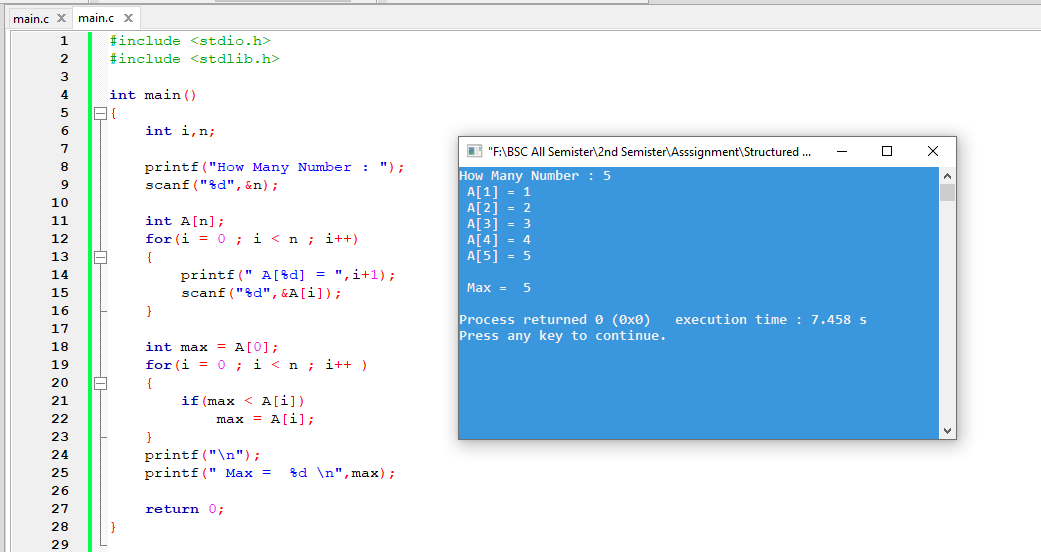 main.c X main.c X
1 #include <stdio.h>
2 #include <stdlib.h>
3
4 int main()
5 {
6 int i,n;
7
8 printf("How Many Number : ");
9 scanf("%d",&n);
10
11 int A[n];
12 for(i = 0 ; i < n ; i++)
13 {
14 printf(" A[%d] = ",i+1);
15 scanf("%d",&A[i]);
16 }
17
18 int max = A[0];
19 for(i = 0 ; i < n ; i++ )
20 {
21 if(max < A[i])
22 max = A[i];
23 }
24 printf("\n");
25 printf(" Max =  %d \n",max);
26
27 return 0;
28 }
29
"F:\BSC All Semister\2nd Semister\Asssignment\Structured ...
How Many Number : 5
A[1] = 1
A[2] = 2
A[3] = 3
A[4] = 4
A[5] = 5
Max =  5
Process returned 0 (0x0)   execution time : 7.458 s
Press any key to continue.